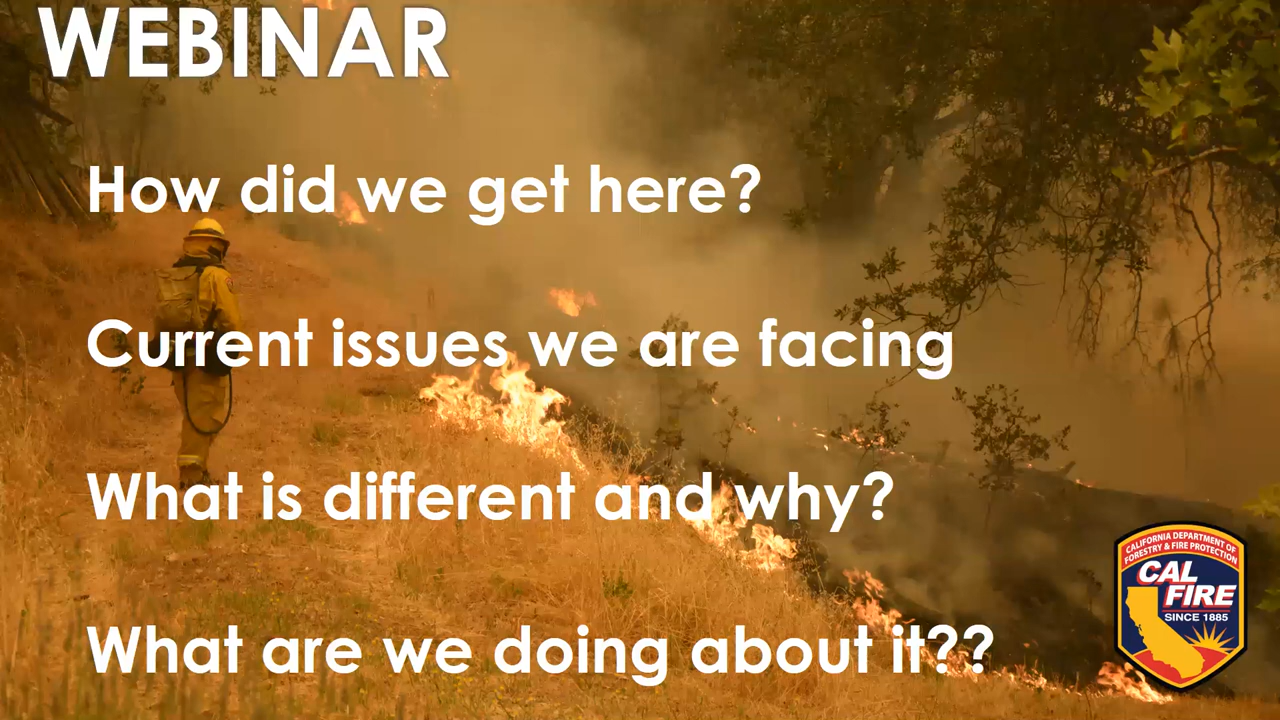 WEBINAR
How did we get here?
Current issues we are facing
What is different and why?
What are we doing about it??
CALIFORNIA DEPARTMENT OF
FORESTRY & FIRE PROTECTION
CAL
FIRE
SINCE 1885